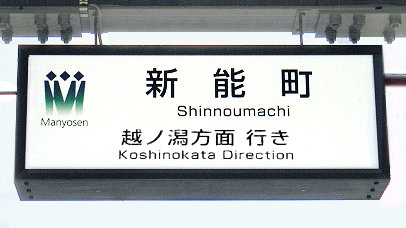 新能町
Shinnoumachi
Manyosen
越ノ潟方面 行き
Koshinokata Direction